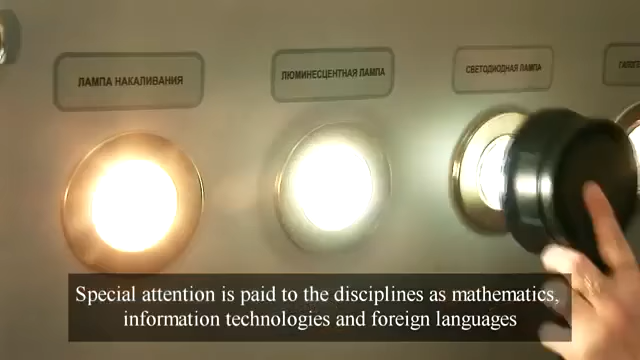 ЛАМПА НАКАЛИВАНИЯ
ЛЮМИНЕСЦЕНТНАЯ ЛАМПА
СВЕТОДИОДНАЯ ЛАМПА
Special attention is paid to the disciplines as mathematics,
information technologies and foreign languages